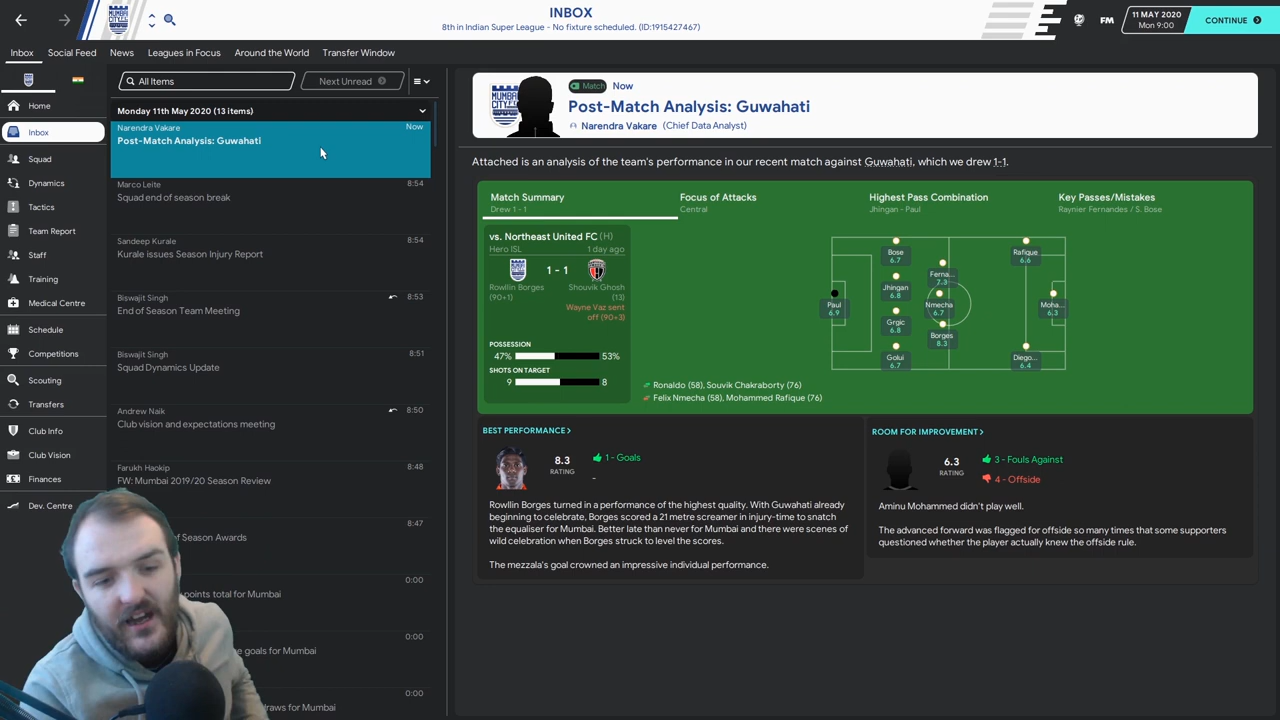 INBOX
8th in Indian Super League - No fixture scheduled. (ID:1915427467)
FM
11 MAY 2020
Mon 9:00
CONTINUE
Inbox
Social Feed
News
Leagues in Focus
Around the World
Transfer Window
Home
Inbox
Squad
Dynamics
Tactics
Team Report
Staff
Training
Medical Centre
Schedule
Competitions
Scouting
Transfers
Club Info
Club Vision
Finances
Dev. Centre
All Items
Next Unread
Monday 11th May 2020 (13 items)
Narendra Vakare
Now
Post-Match Analysis: Guwahati
Marco Leite
8:54
Squad end of season break
Sandeep Kurale
8:54
Kurale issues Season Injury Report
Biswajit Singh
8:53
End of Season Team Meeting
Biswajit Singh
8:51
Squad Dynamics Update
Andrew Naik
8:50
Club vision and expectations meeting
Farukh Haokip
8:48
FW: Mumbai 2019/20 Season Review
8:47
of Season Awards
0:00
points total for Mumbai
0:00
goals for Mumbai
0:00
draws for Mumbai
MUMBAI
CITY FC
Match
Now
Post-Match Analysis: Guwahati
Narendra Vakare (Chief Data Analyst)
Attached is an analysis of the team's performance in our recent match against Guwahati, which we drew 1-1.
Match Summary
Drew 1 - 1
Focus of Attacks
Central
Highest Pass Combination
Jhingan - Paul
Key Passes/Mistakes
Raynier Fernandes / S. Bose
vs. Northeast United FC (H)
Hero ISL
1 day ago
1 - 1
Rowllin Borges
(90+1)
Shouvik Ghosh
(13)
Wayne Vaz sent
off (90+3)
POSSESSION
47%
53%
SHOTS ON TARGET
9
8
Paul
6.9
Bose
6.7
Jhingan
6.8
Grgic
6.8
Golui
6.7
Ferna...
7.3
Nmecha
6.7
Borges
8.3
Rafique
6.6
Diego...
6.4
Moha...
6.3
Ronaldo (58), Souvik Chakraborty (76)
Felix Nmecha (58), Mohammed Rafique (76)
BEST PERFORMANCE >
8.3
RATING
1 - Goals
-
Rowllin Borges turned in a performance of the highest quality. With Guwahati already
beginning to celebrate, Borges scored a 21 metre screamer in injury-time to snatch
the equaliser for Mumbai. Better late than never for Mumbai and there were scenes of
wild celebration when Borges struck to level the scores.
The mezzala's goal crowned an impressive individual performance.
ROOM FOR IMPROVEMENT >
6.3
RATING
3 - Fouls Against
4 - Offside
Aminu Mohammed didn't play well.
The advanced forward was flagged for offside so many times that some supporters
questioned whether the player actually knew the offside rule.